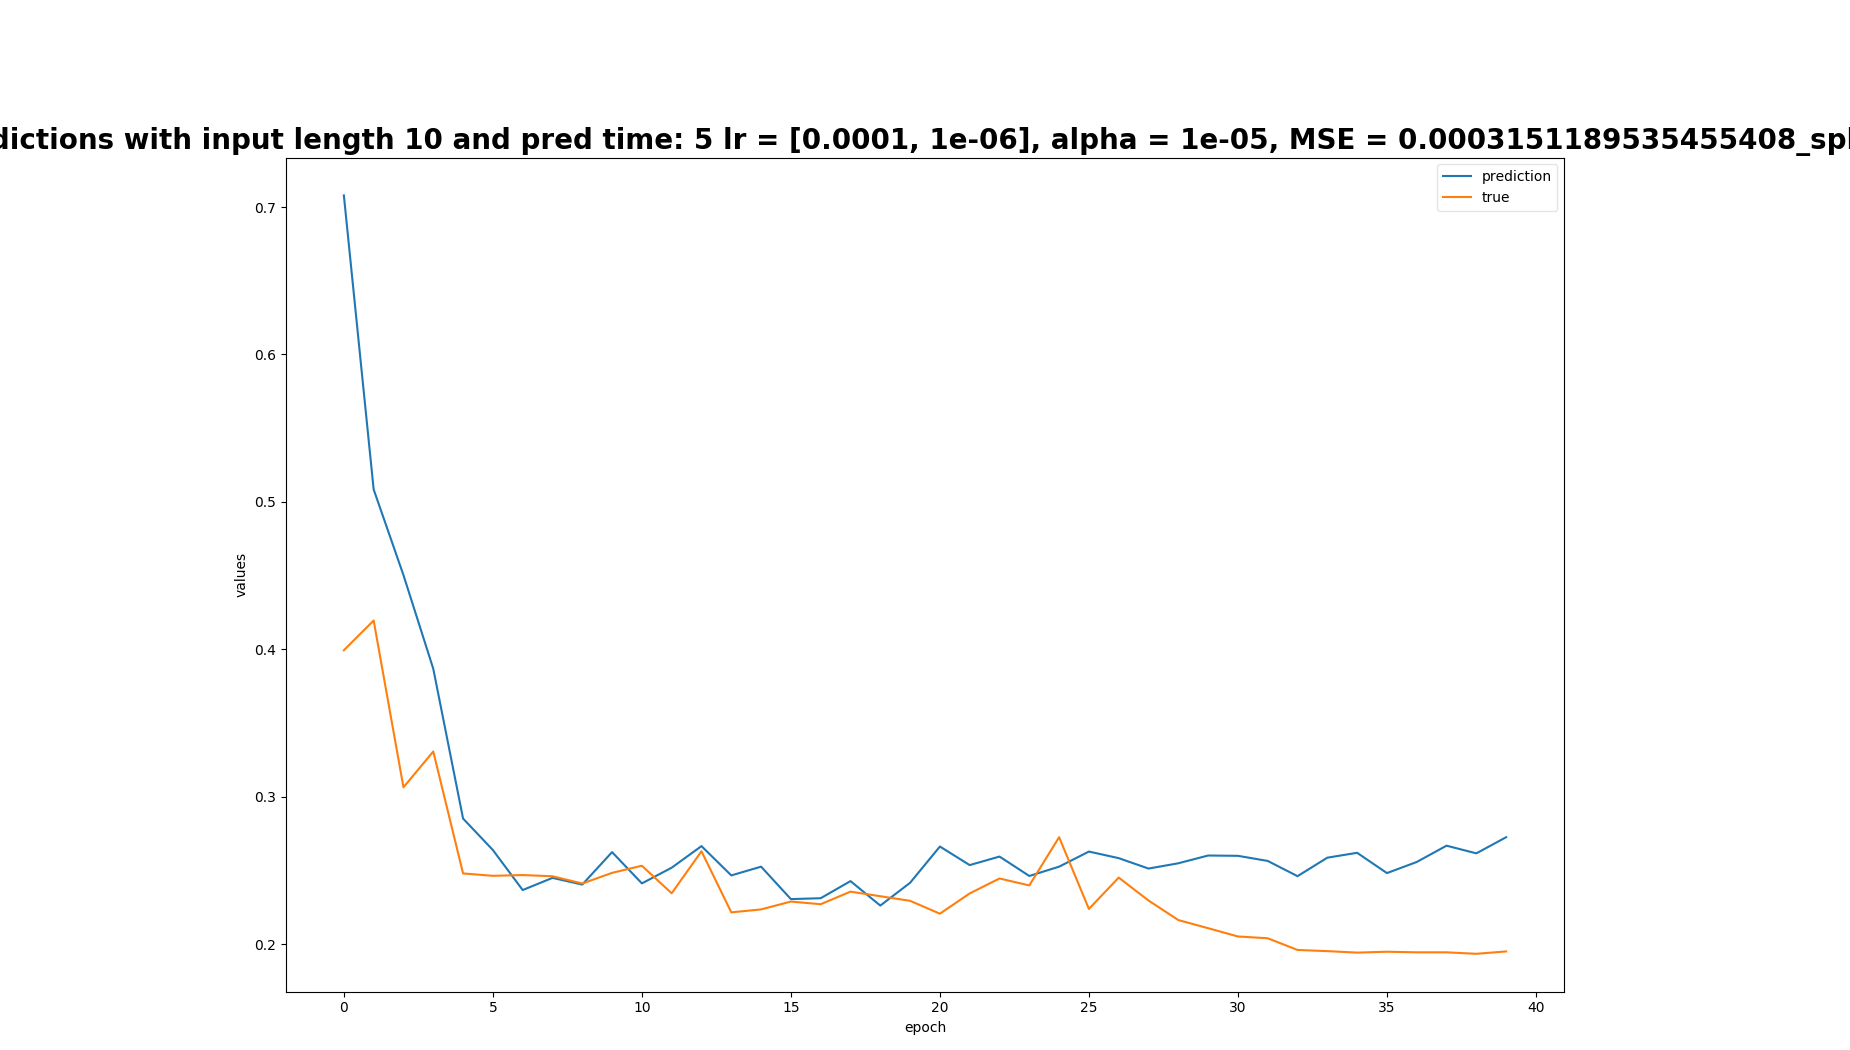 dictions with input length 10 and pred time: 5 lr = [0.0001, 1e-06], alpha = 1e-05, MSE = 0.0003151189535455408_spl
prediction
true
0.7
0.6
0.5
0.4
0.3
0.2
values
0 5 10 15 20 25 30 35 40
epoch